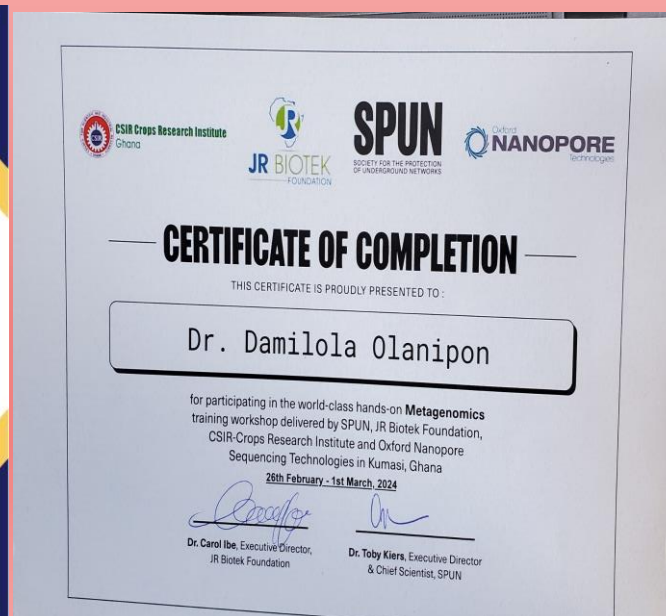 CSIR Crops Research Institute
Ghana
CSIR
JR BIOTEK
FOUNDATION
SPUN
SOCIETY FOR THE PROTECTION
OF UNDERGROUND NETWORKS
Oxford
NANOPORE
Technologies
CERTIFICATE OF COMPLETION
THIS CERTIFICATE IS PROUDLY PRESENTED TO :
Dr. Damilola Olanipon
for participating in the world-class hands-on Metagenomics
training workshop delivered by SPUN, JR Biotek Foundation,
CSIR-Crops Research Institute and Oxford Nanopore
Sequencing Technologies in Kumasi, Ghana
26th February - 1st March, 2024
Dr. Carol Ibe, Executive Director,
JR Biotek Foundation
Dr. Toby Kiers, Executive Director
& Chief Scientist, SPUN